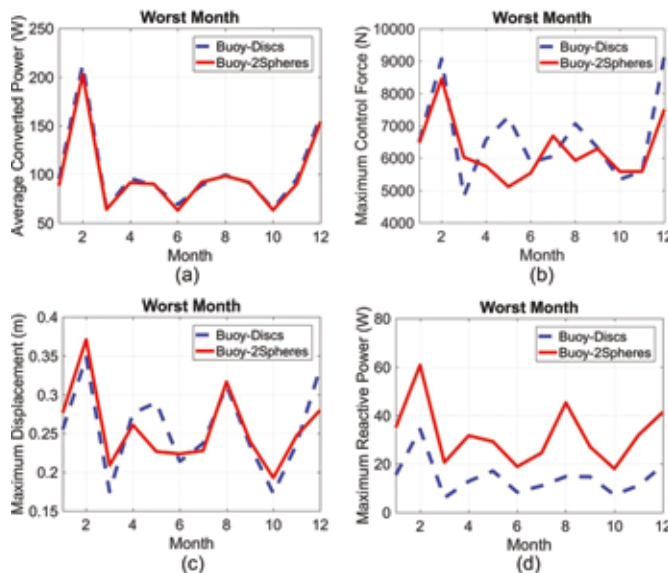 Worst Month
Average Converted Power (W)
250
200
150
100
50
Buoy-Discs
Buoy-2Spheres
2 4 6 8 10 12
Month
(a)
Worst Month
Maximum Control Force (N)
10000
9000
8000
7000
6000
5000
4000
Buoy-Discs
Buoy-2Spheres
2 4 6 8 10 12
Month
(b)
Worst Month
Maximum Displacement (m)
0.4
0.35
0.3
0.25
0.2
0.15
Buoy-Discs
Buoy-2Spheres
2 4 6 8 10 12
Month
(c)
Worst Month
Maximum Reactive Power (W)
80
60
40
20
0
Buoy-Discs
Buoy-2Spheres
2 4 6 8 10 12
Month
(d)